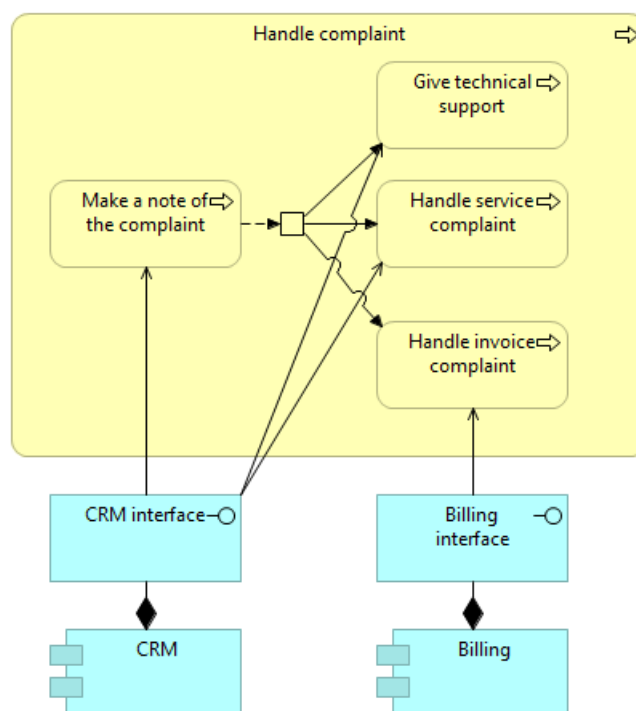 Handle complaint
Give technical
support
Make a note of
the complaint
Handle service
complaint
Handle invoice
complaint
CRM interface
Billing
interface
CRM
Billing